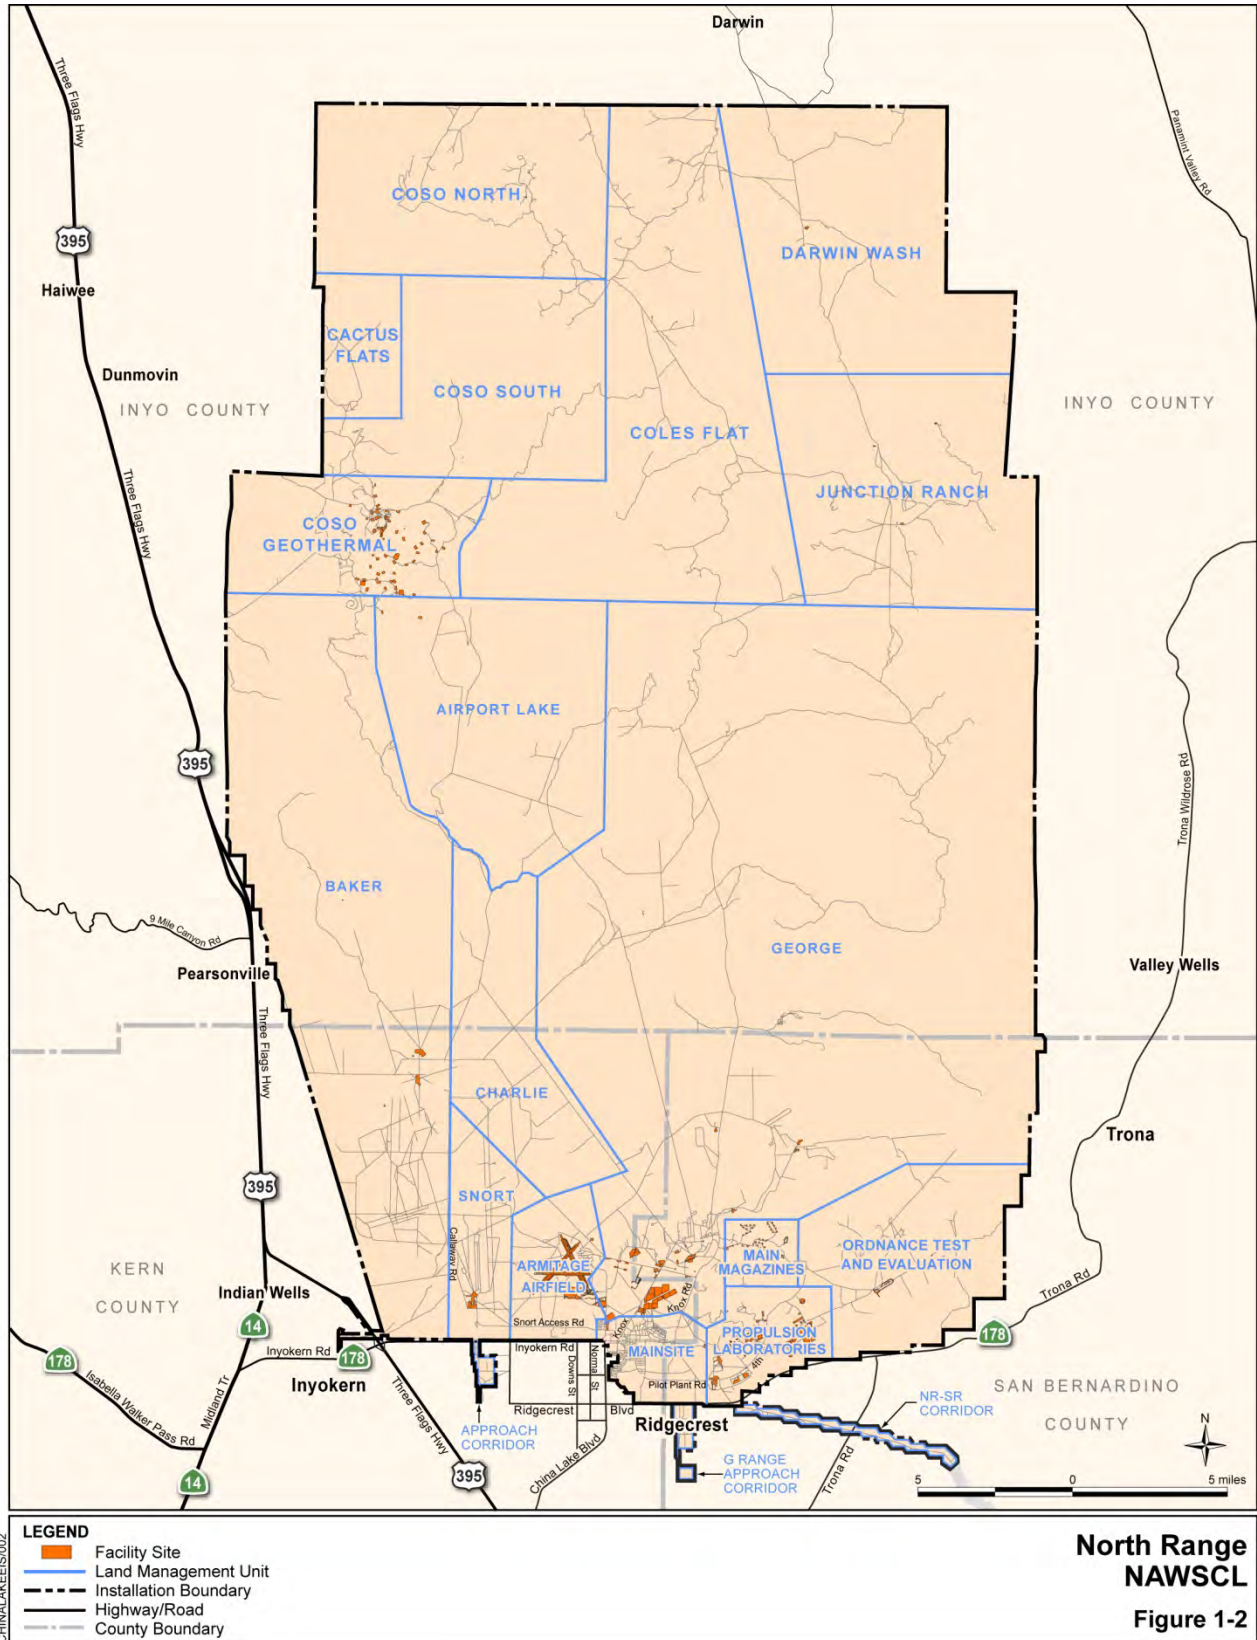 Darwin
Three Flags Hwy
Panamint Valley Rd
COSO NORTH
395
DARWIN WASH
Haiwee
CACTUS
FLATS
Dunmovin
COSO SOUTH
INYO COUNTY
INYO COUNTY
COLES FLAT
Three Flags Hwy
JUNCTION RANCH
COSO
GEOTHERMAL
AIRPORT LAKE
395
Trona Wildrose Rd
BAKER
9 Mile Canyon Rd
GEORGE
Pearsonville
Valley Wells
Three Flags Hwy
CHARLIE
Trona
395
SNORT
Callaway Rd
KERN
COUNTY
ARMITAGE
AIRFIELD
MAIN
MAGAZINES
ORDNANCE TEST
AND EVALUATION
Indian Wells
Knox Rd
Trona Rd
14
Snort Access Rd
Knox
178
PROPULSION
LABORATORIES
MAINSITE
178
Inyokern Rd
178
Inyokern Rd
Downs St
Norma St
4th
Inyokern
Pilot Plant Rd
Isabella Walker Pass Rd
Midland Tr
Three Flags Hwy
Ridgecrest Blvd
Ridgecrest
NR-SR
CORRIDOR
SAN BERNARDINO
COUNTY
APPROACH
CORRIDOR
China Lake Blvd
G RANGE
APPROACH
CORRIDOR
Trona Rd
N
14
395
5 0 5 miles
CHINALAKEEIS/002
LEGEND
Facility Site
Land Management Unit
Installation Boundary
Highway/Road
County Boundary
North Range
NAWSCL
Figure 1-2